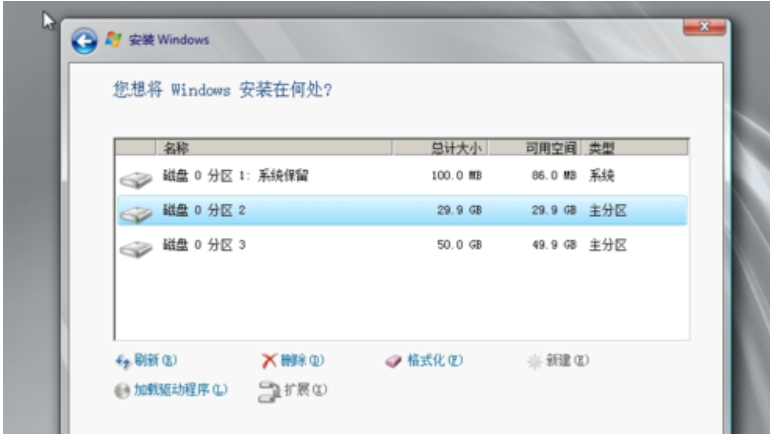 安装 Windows
您想将 Windows 安装在何处?
名称 总计大小 可用空间 类型
磁盘 0 分区 1: 系统保留 100.0 MB 86.0 MB 系统
磁盘 0 分区 2 29.9 GB 29.9 GB 主分区
磁盘 0 分区 3 50.0 GB 49.9 GB 主分区
刷新(R) 删除(D) 格式化(F) 新建(E)
加载驱动程序(L) 扩展(X)